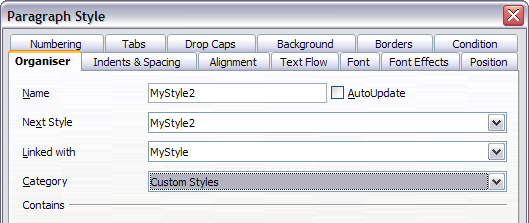 Paragraph Style
Numbering Tabs Drop Caps Background Borders Condition
Organiser Indents & Spacing Alignment Text Flow Font Font Effects Position
Name MyStyle2 AutoUpdate
Next Style MyStyle2
Linked with MyStyle
Category Custom Styles
Contains